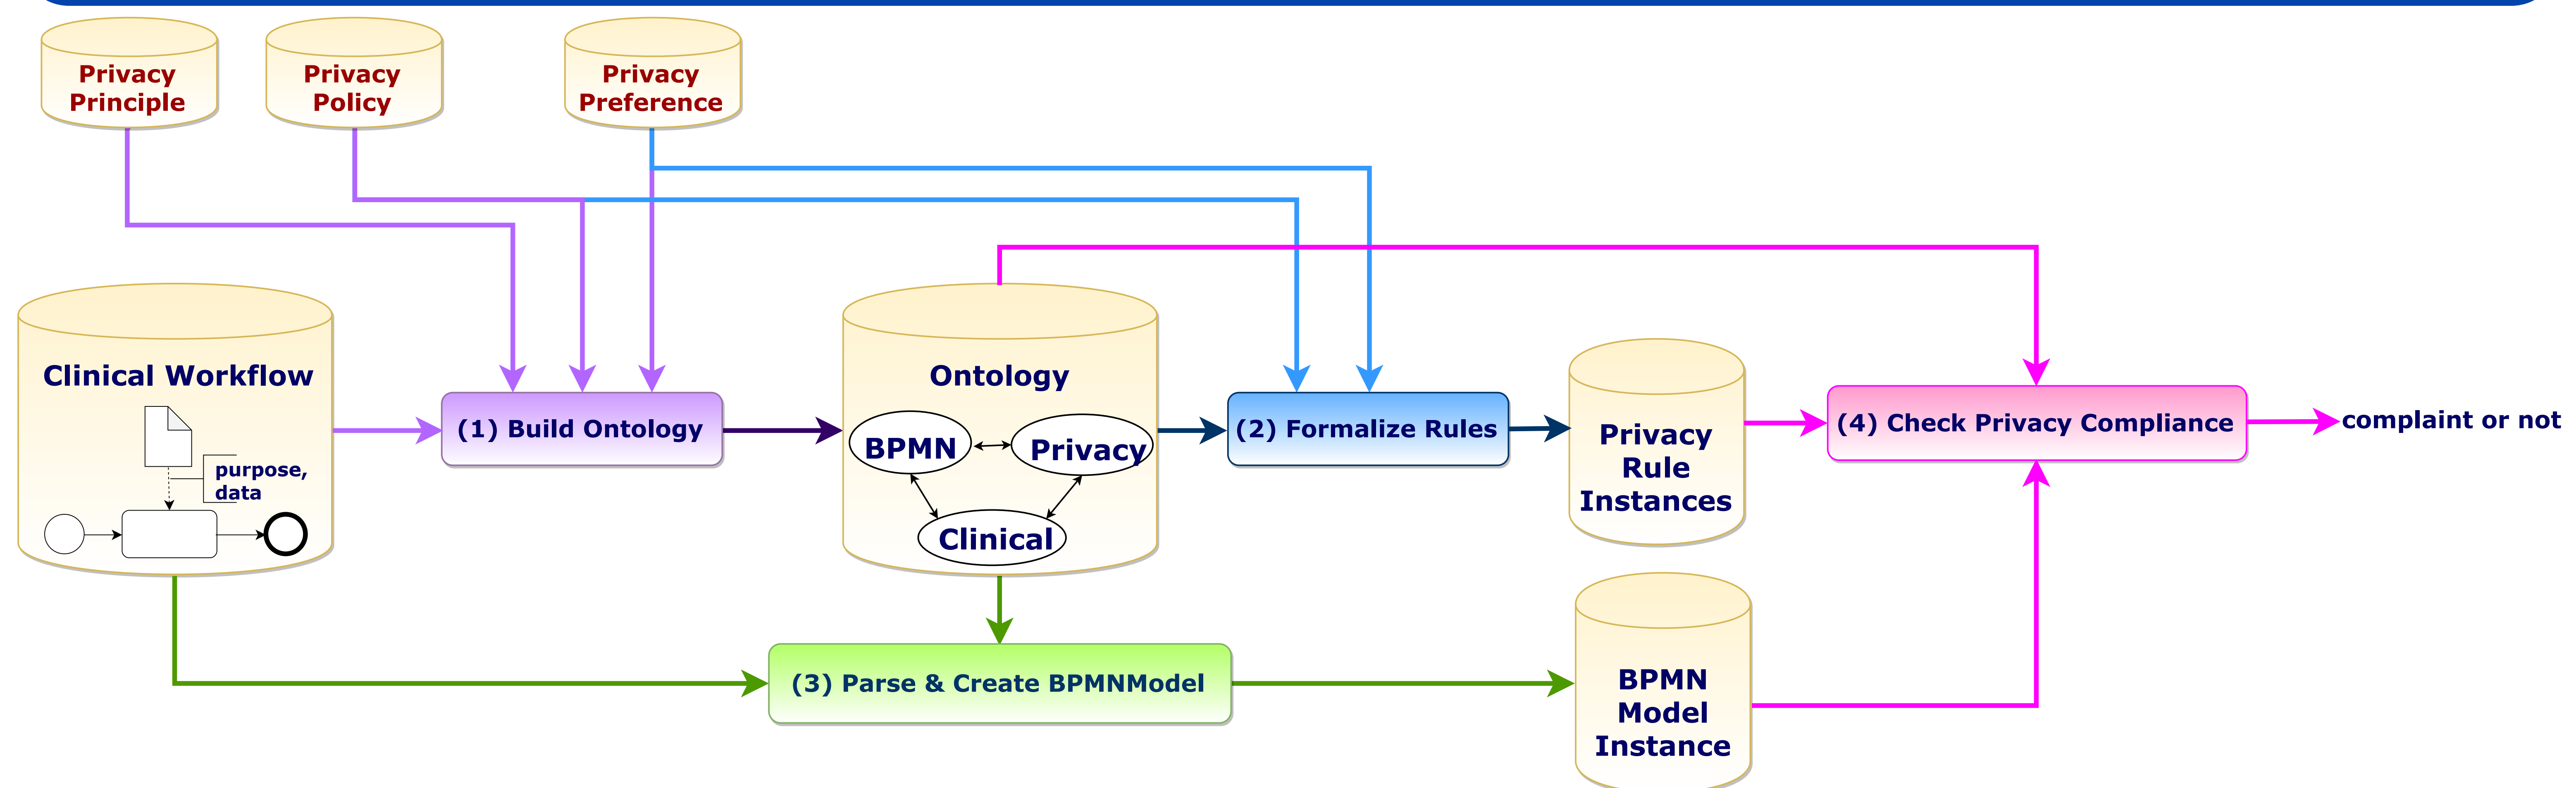 Privacy
Principle
Privacy
Policy
Privacy
Preference
Clinical Workflow
purpose,
data
(1) Build Ontology
Ontology
BPMN
Privacy
Clinical
(2) Formalize Rules
Privacy
Rule
Instances
(4) Check Privacy Compliance
complaint or not
(3) Parse & Create BPMNModel
BPMN
Model
Instance